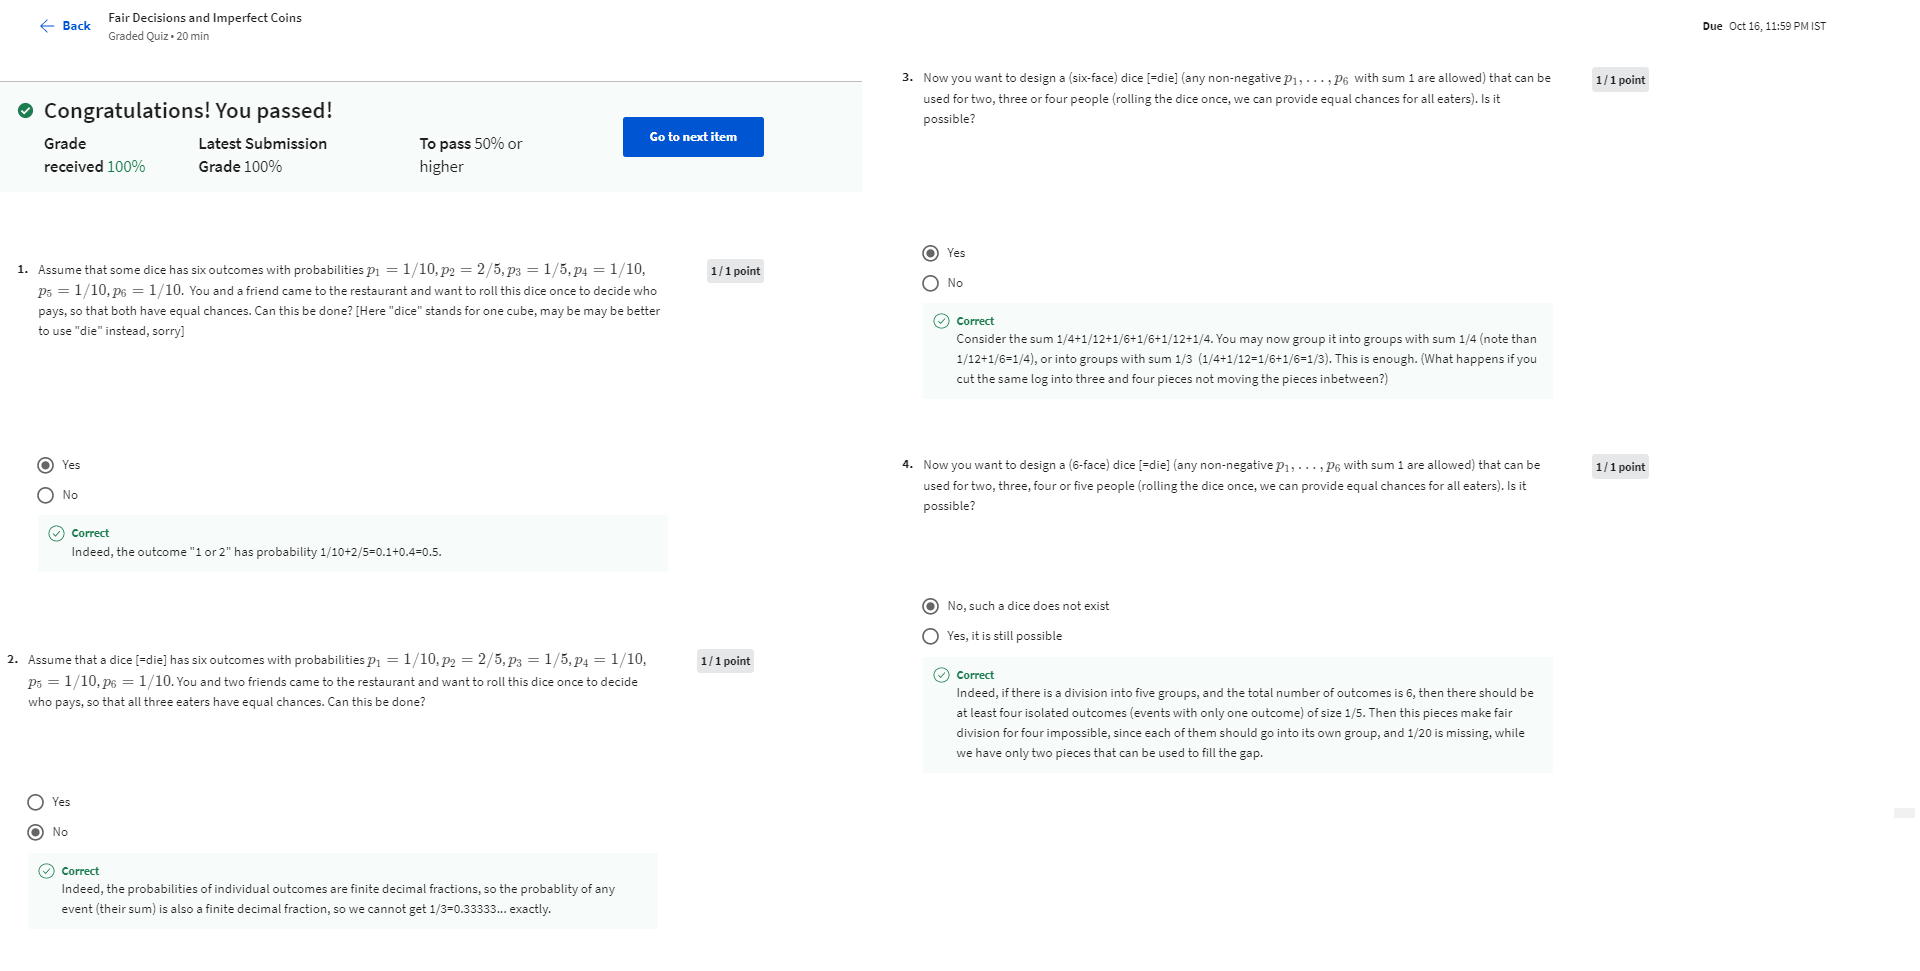 Back
Fair Decisions and Imperfect Coins
Graded Quiz • 20 min
Due Oct 16, 11:59 PM IST
Congratulations! You passed!
Grade
received 100%
Latest Submission
Grade 100%
To pass 50% or
higher
Go to next item
1. Assume that some dice has six outcomes with probabilities p₁ = 1/10, p₂ = 2/5, p₃ = 1/5, p₄ = 1/10,
p₅ = 1/10, p₆ = 1/10. You and a friend came to the restaurant and want to roll this dice once to decide who
pays, so that both have equal chances. Can this be done? [Here "dice" stands for one cube, may be may be better
to use "die" instead, sorry]
1 / 1 point
Yes
No
Correct
Indeed, the outcome "1 or 2" has probability 1/10+2/5=0.1+0.4=0.5.
2. Assume that a dice [=die] has six outcomes with probabilities p₁ = 1/10, p₂ = 2/5, p₃ = 1/5, p₄ = 1/10,
p₅ = 1/10, p₆ = 1/10. You and two friends came to the restaurant and want to roll this dice once to decide
who pays, so that all three eaters have equal chances. Can this be done?
1 / 1 point
Yes
No
Correct
Indeed, the probabilities of individual outcomes are finite decimal fractions, so the probablity of any
event (their sum) is also a finite decimal fraction, so we cannot get 1/3=0.33333... exactly.
3. Now you want to design a (six-face) dice [=die] (any non-negative p₁, . . . , p₆ with sum 1 are allowed) that can be
used for two, three or four people (rolling the dice once, we can provide equal chances for all eaters). Is it
possible?
1 / 1 point
Yes
No
Correct
Consider the sum 1/4+1/12+1/6+1/6+1/12+1/4. You may now group it into groups with sum 1/4 (note than
1/12+1/6=1/4), or into groups with sum 1/3 (1/4+1/12=1/6+1/6=1/3). This is enough. (What happens if you
cut the same log into three and four pieces not moving the pieces inbetween?)
4. Now you want to design a (6-face) dice [=die] (any non-negative p₁, . . . , p₆ with sum 1 are allowed) that can be
used for two, three, four or five people (rolling the dice once, we can provide equal chances for all eaters). Is it
possible?
1 / 1 point
No, such a dice does not exist
Yes, it is still possible
Correct
Indeed, if there is a division into five groups, and the total number of outcomes is 6, then there should be
at least four isolated outcomes (events with only one outcome) of size 1/5. Then this pieces make fair
division for four impossible, since each of them should go into its own group, and 1/20 is missing, while
we have only two pieces that can be used to fill the gap.